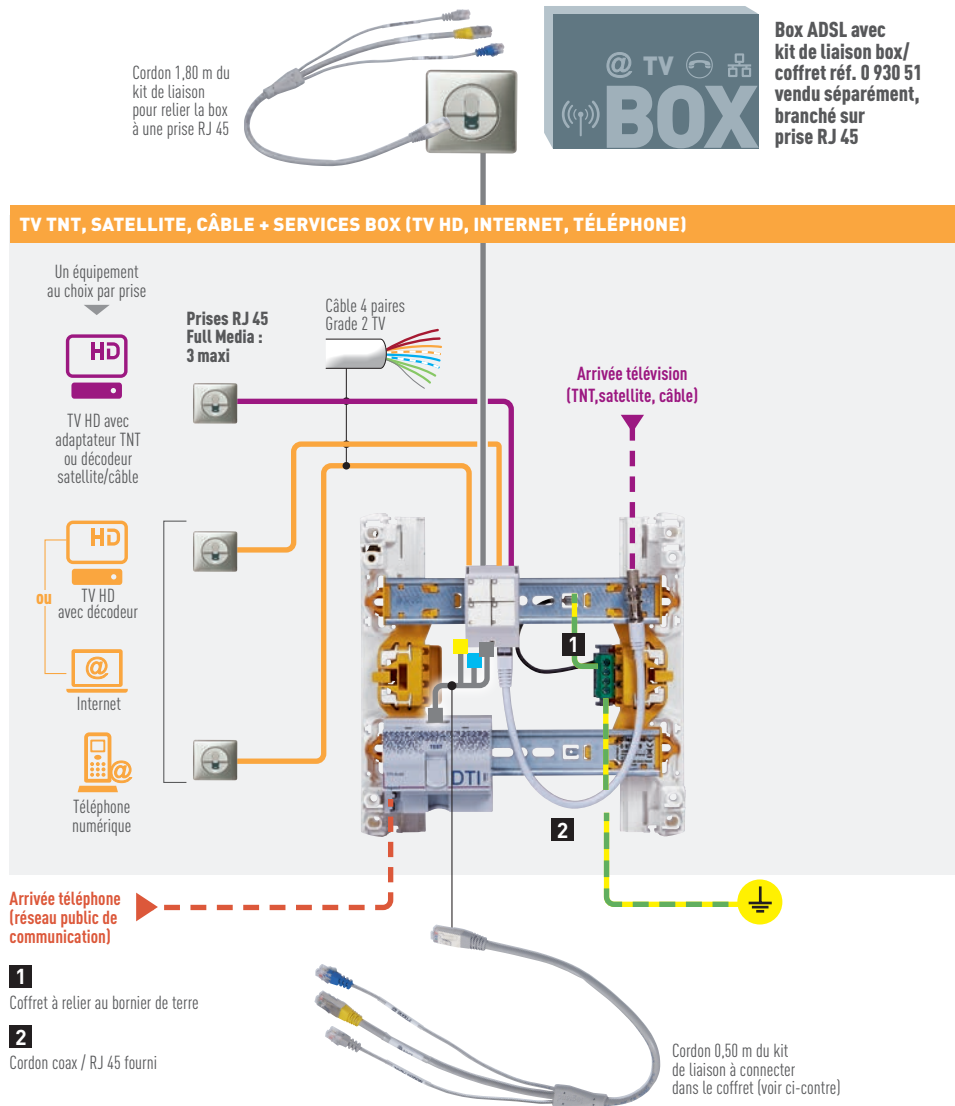 Cordon 1,80 m du
kit de liaison
pour relier la box
à une prise RJ 45
@ TV
BOX
Box ADSL avec
kit de liaison box/
coffret réf. 0 930 51
vendu séparément,
branché sur
prise RJ 45
TV TNT, SATELLITE, CÂBLE + SERVICES BOX (TV HD, INTERNET, TÉLÉPHONE)
Un équipement
au choix par prise
HD
TV HD avec
adaptateur TNT
ou décodeur
satellite/câble
Prises RJ 45
Full Media :
3 maxi
Câble 4 paires
Grade 2 TV
Arrivée télévision
(TNT,satellite, câble)
HD
ou
TV HD
avec décodeur
@
Internet
@
Téléphone
numérique
1
TEST
DTI
2
Arrivée téléphone
(réseau public de
communication)
1
Coffret à relier au bornier de terre
2
Cordon coax / RJ 45 fourni
Cordon 0,50 m du kit
de liaison à connecter
dans le coffret (voir ci-contre)